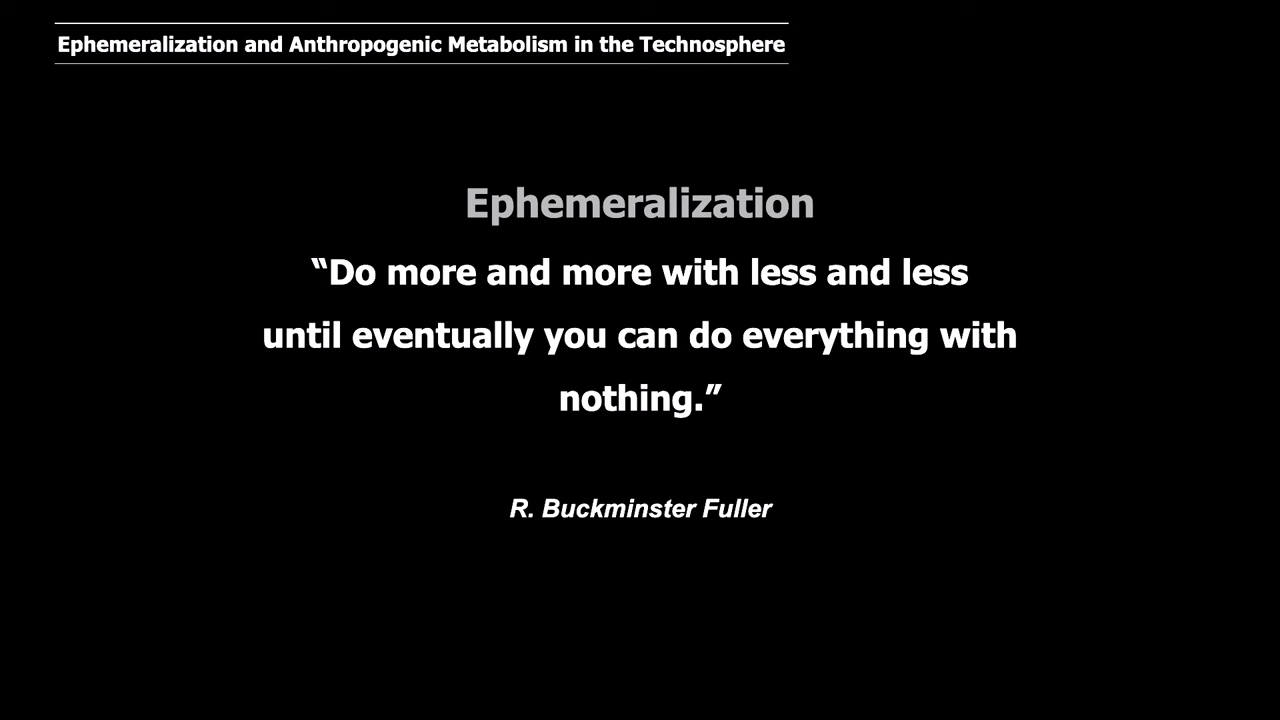 Ephemeralization and Anthropogenic Metabolism in the Technosphere
Ephemeralization
“Do more and more with less and less
until eventually you can do everything with
nothing.”
R. Buckminster Fuller